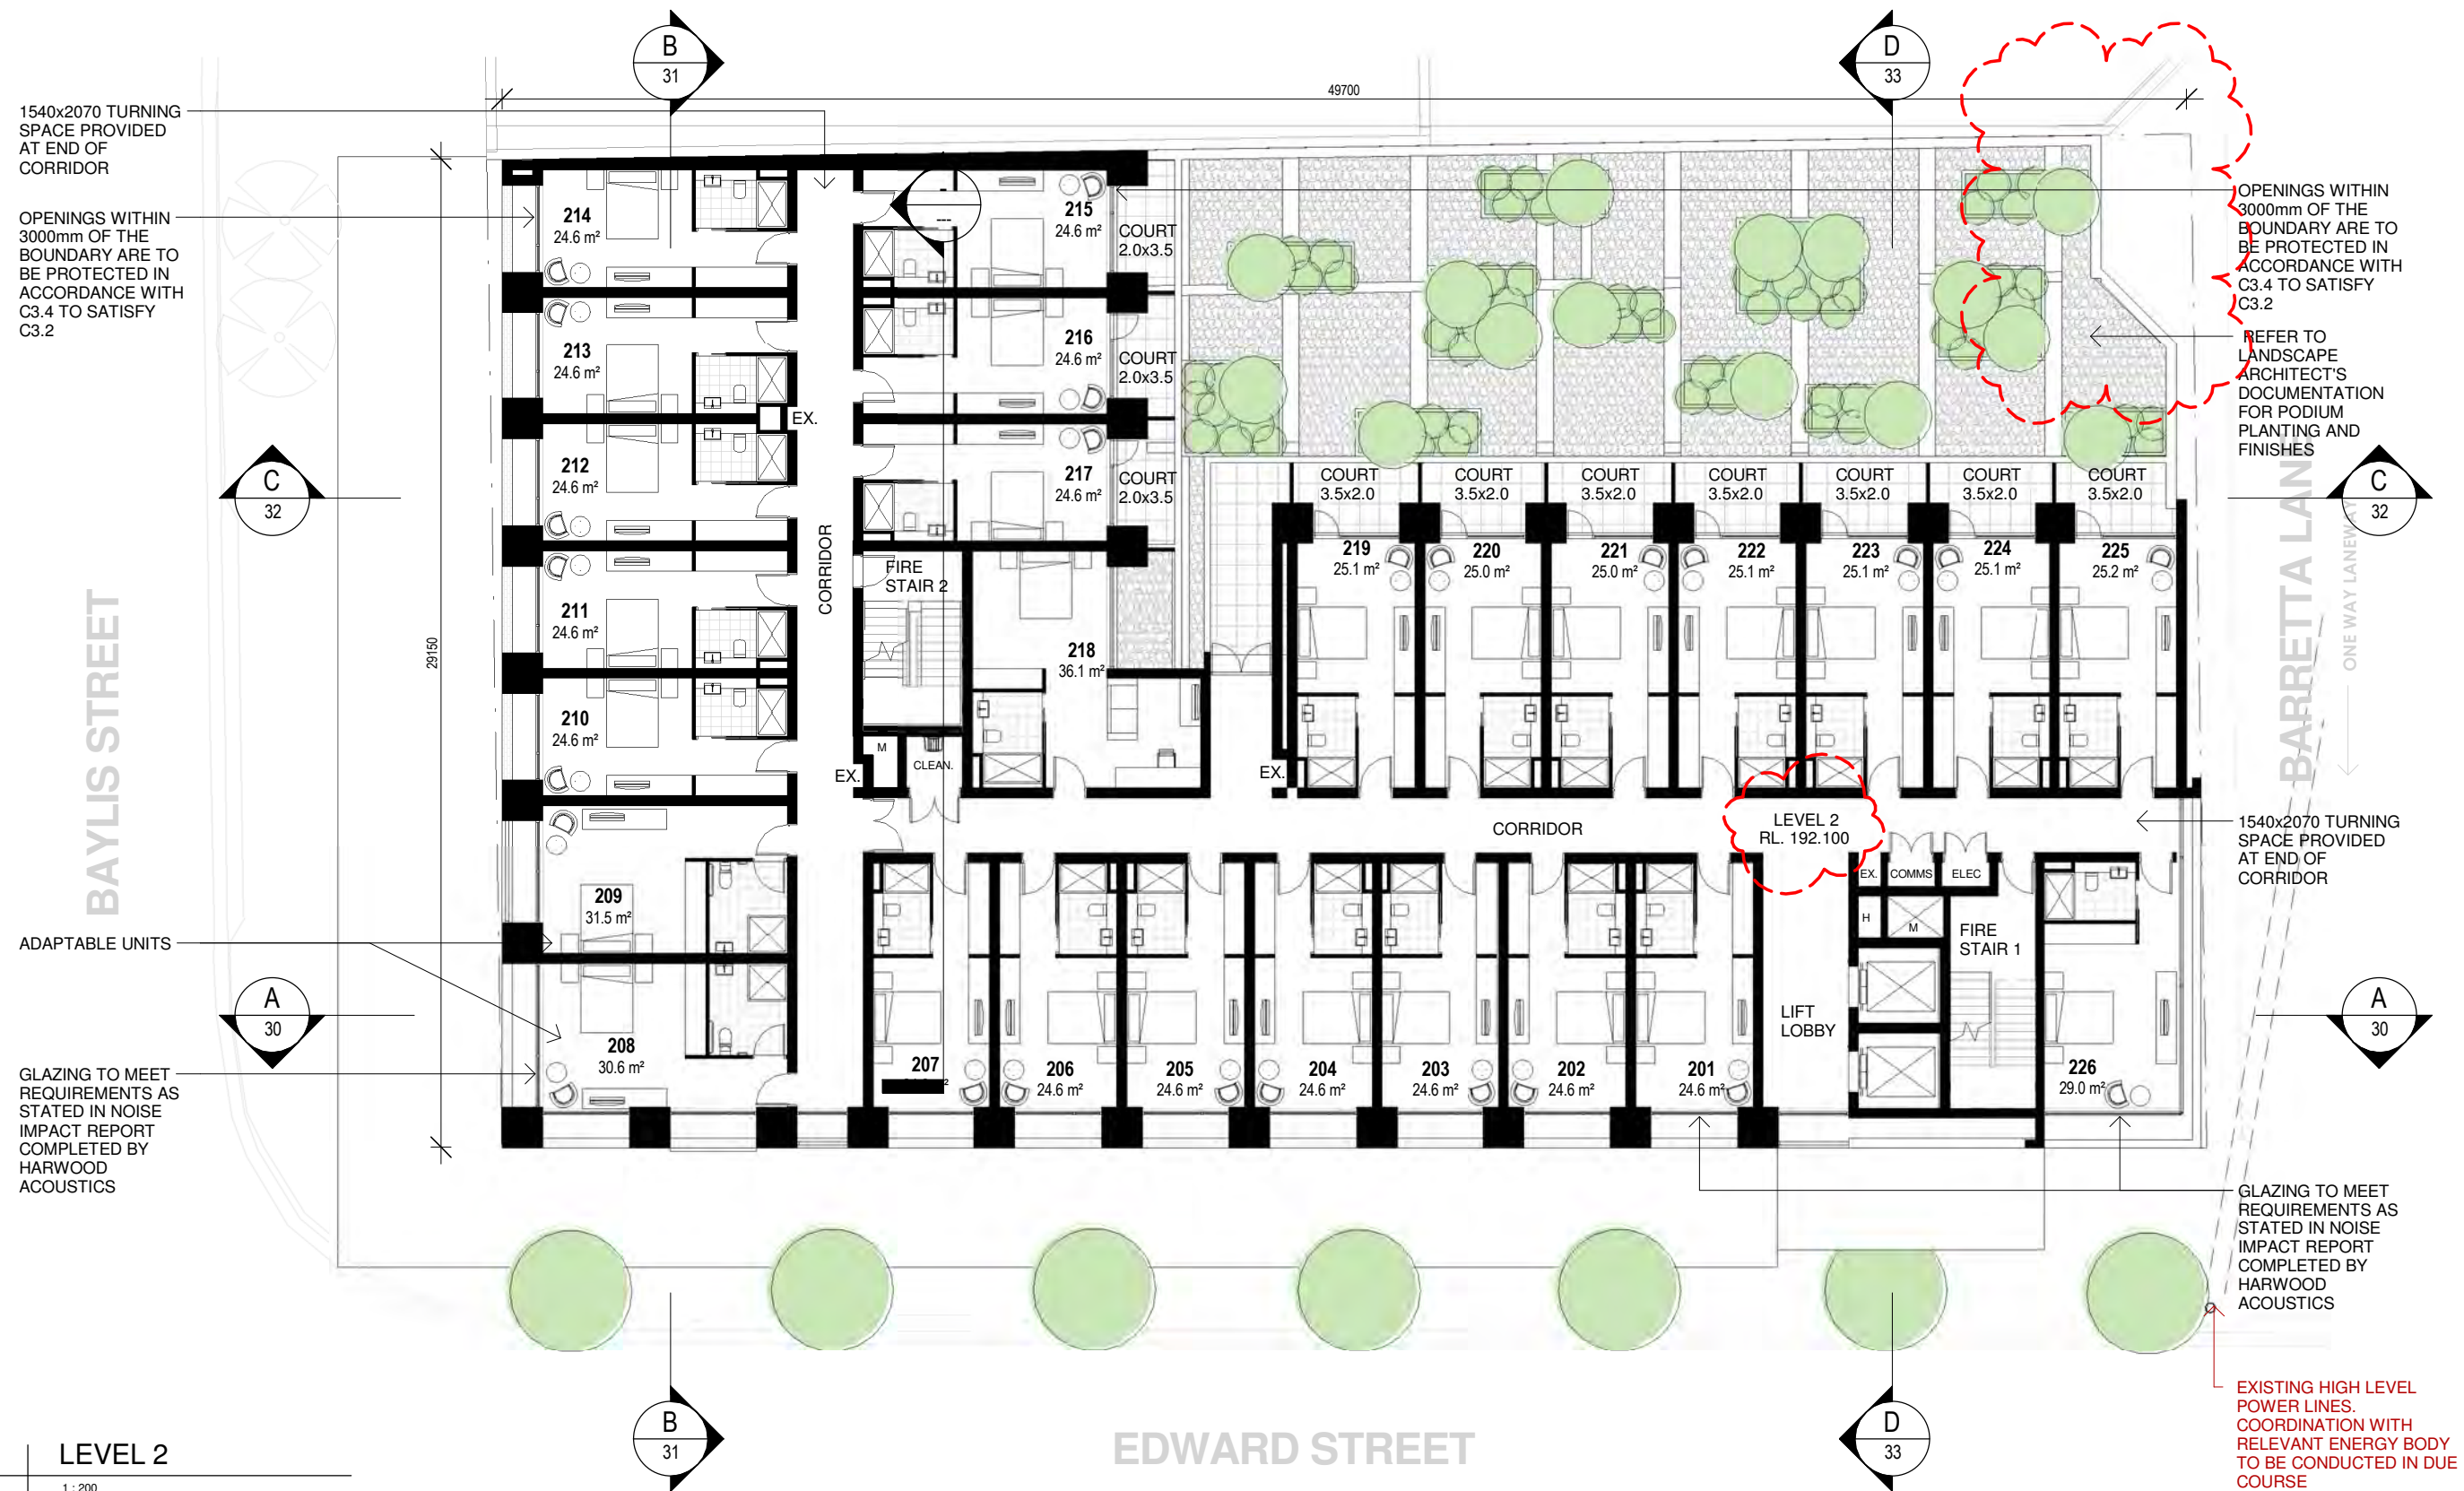 B
31
D
33
49700
1540x2070 TURNING
SPACE PROVIDED
AT END OF
CORRIDOR
OPENINGS WITHIN
3000mm OF THE
BOUNDARY ARE TO
BE PROTECTED IN
ACCORDANCE WITH
C3.4 TO SATISFY
C3.2
OPENINGS WITHIN
3000mm OF THE
BOUNDARY ARE TO
BE PROTECTED IN
ACCORDANCE WITH
C3.4 TO SATISFY
C3.2
REFER TO
LANDSCAPE
ARCHITECT'S
DOCUMENTATION
FOR PODIUM
PLANTING AND
FINISHES
214
24.6 m²
215
24.6 m²
COURT
2.0x3.5
-
---
213
24.6 m²
216
24.6 m²
COURT
2.0x3.5
EX.
212
24.6 m²
217
24.6 m²
COURT
2.0x3.5
C
32
C
32
COURT
3.5x2.0
COURT
3.5x2.0
COURT
3.5x2.0
COURT
3.5x2.0
COURT
3.5x2.0
COURT
3.5x2.0
COURT
3.5x2.0
219
25.1 m²
220
25.0 m²
221
25.0 m²
222
25.1 m²
223
25.1 m²
224
25.1 m²
225
25.2 m²
CORRIDOR
FIRE
STAIR 2
211
24.6 m²
218
36.1 m²
29150
BAYLIS STREET
BARRETTA LANE
ONE WAY LANEWAY
210
24.6 m²
M
CLEAN.
EX.
EX.
CORRIDOR
LEVEL 2
RL. 192.100
1540x2070 TURNING
SPACE PROVIDED
AT END OF
CORRIDOR
EX.
COMMS
ELEC
H
M
FIRE
STAIR 1
209
31.5 m²
ADAPTABLE UNITS
A
30
A
30
LIFT
LOBBY
208
30.6 m²
207
206
24.6 m²
205
24.6 m²
204
24.6 m²
203
24.6 m²
202
24.6 m²
201
24.6 m²
226
29.0 m²
GLAZING TO MEET
REQUIREMENTS AS
STATED IN NOISE
IMPACT REPORT
COMPLETED BY
HARWOOD
ACOUSTICS
GLAZING TO MEET
REQUIREMENTS AS
STATED IN NOISE
IMPACT REPORT
COMPLETED BY
HARWOOD
ACOUSTICS
EXISTING HIGH LEVEL
POWER LINES.
COORDINATION WITH
RELEVANT ENERGY BODY
TO BE CONDUCTED IN DUE
COURSE
B
31
D
33
EDWARD STREET
LEVEL 2
1 : 200